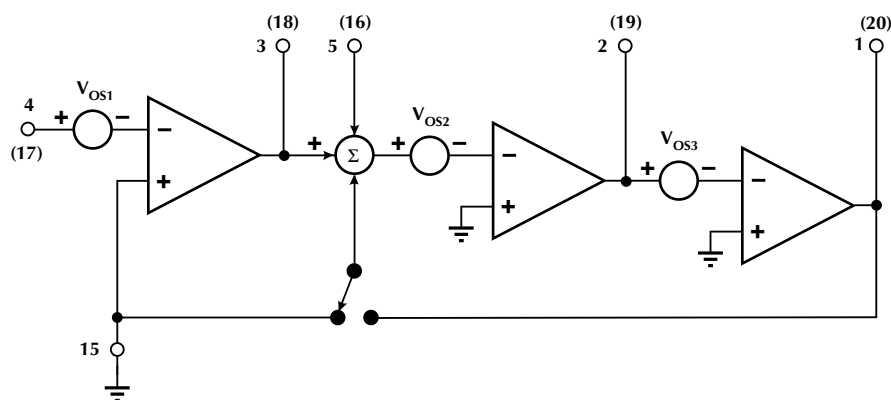 (18) (16) (19) (20)
3 5 2 1
4 V_OS1
+ − V_OS2
(17) − + Σ + − V_OS3
+ − + −
+ −
+
15